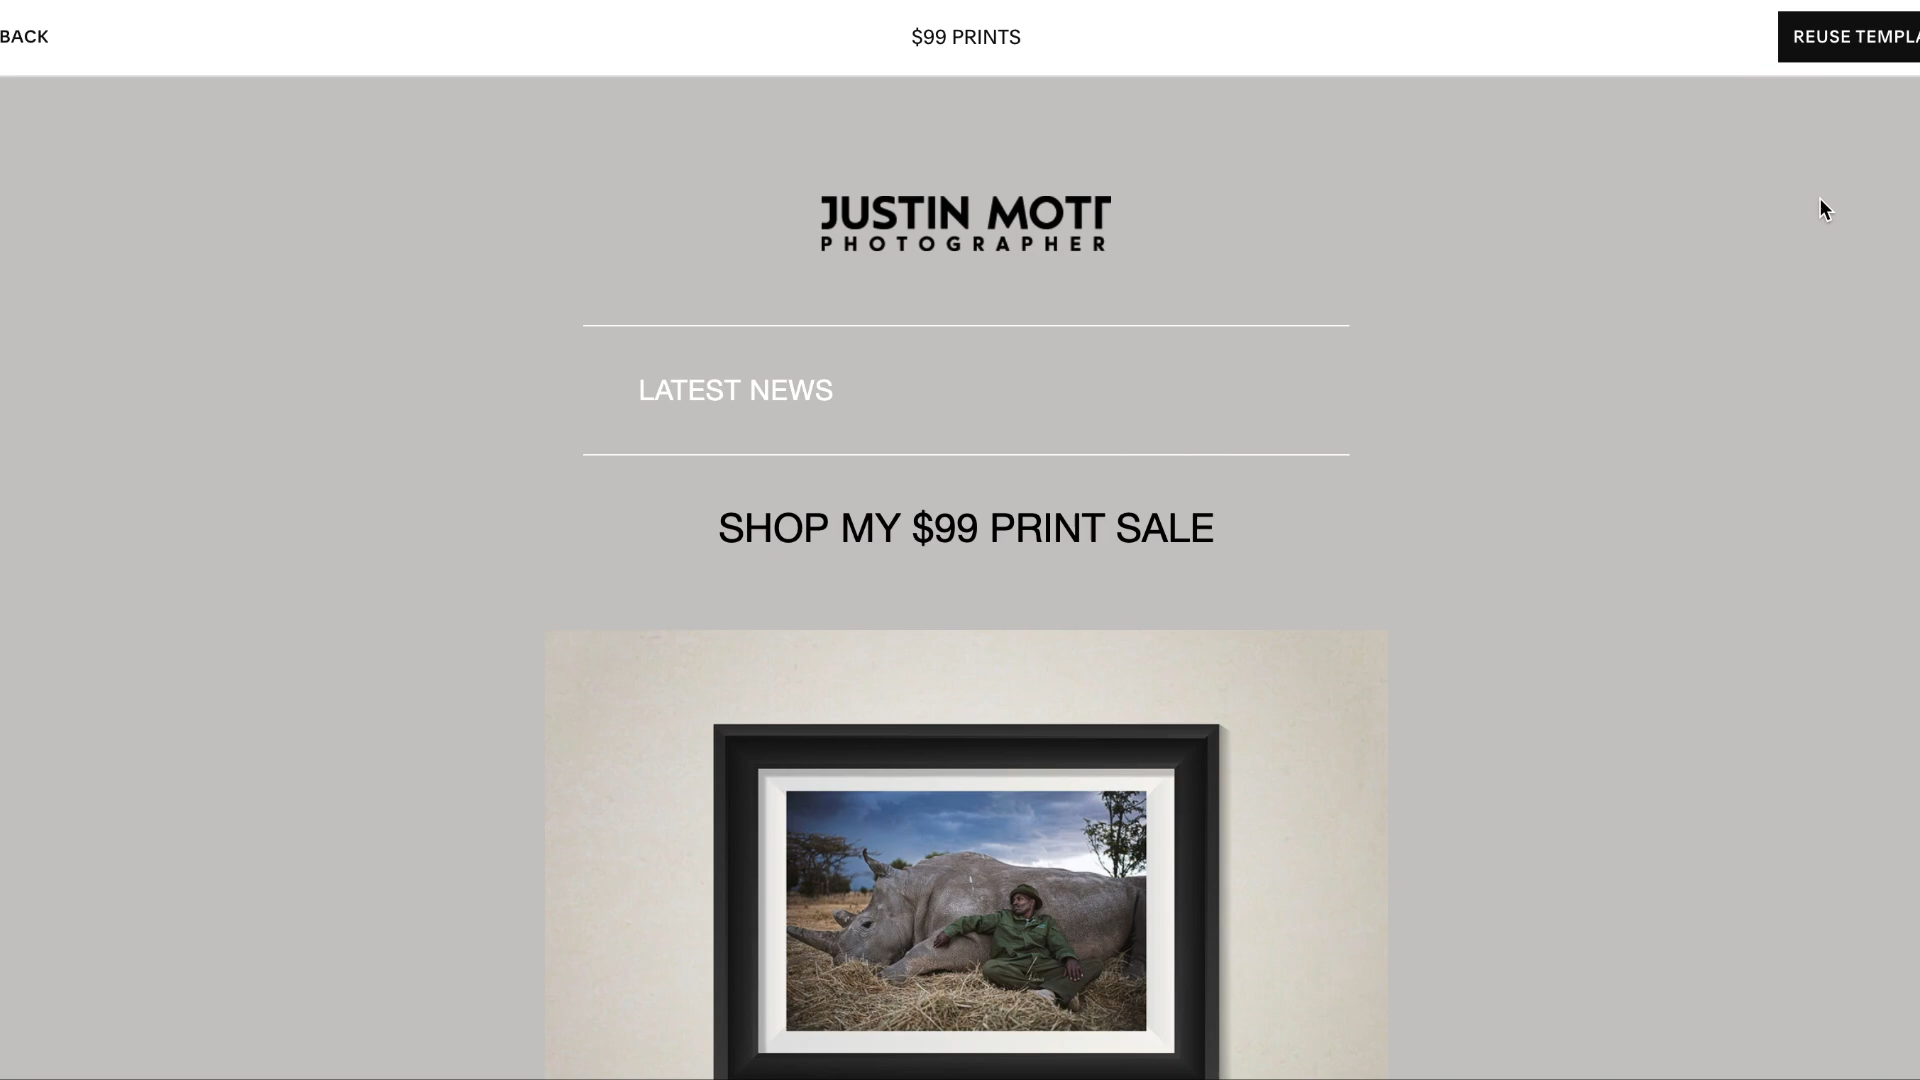 BACK
$99 PRINTS
REUSE TEMPLA
JUSTIN MOTT
PHOTOGRAPHER
LATEST NEWS
SHOP MY $99 PRINT SALE